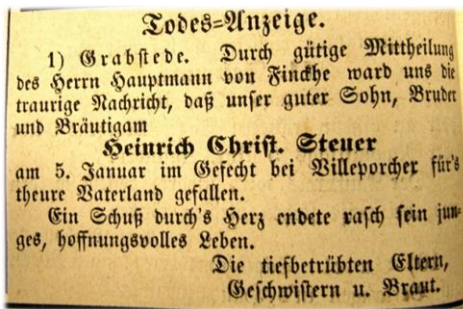 Todes=Anzeige.
1) Grabstede. Durch gütige Mittheilung
des Herrn Hauptmann von Finckhe ward uns die
traurige Nachricht, daß unser guter Sohn, Bruder
und Bräutigam
Heinrich Christ. Steuer
am 5. Januar im Gefecht bei Villeporcher für's
theure Vaterland gefallen.
Ein Schuß durch's Herz endete rasch sein jun=
ges, hoffnungsvolles Leben.
Die tiefbetrübten Eltern,
Geschwistern u. Braut.